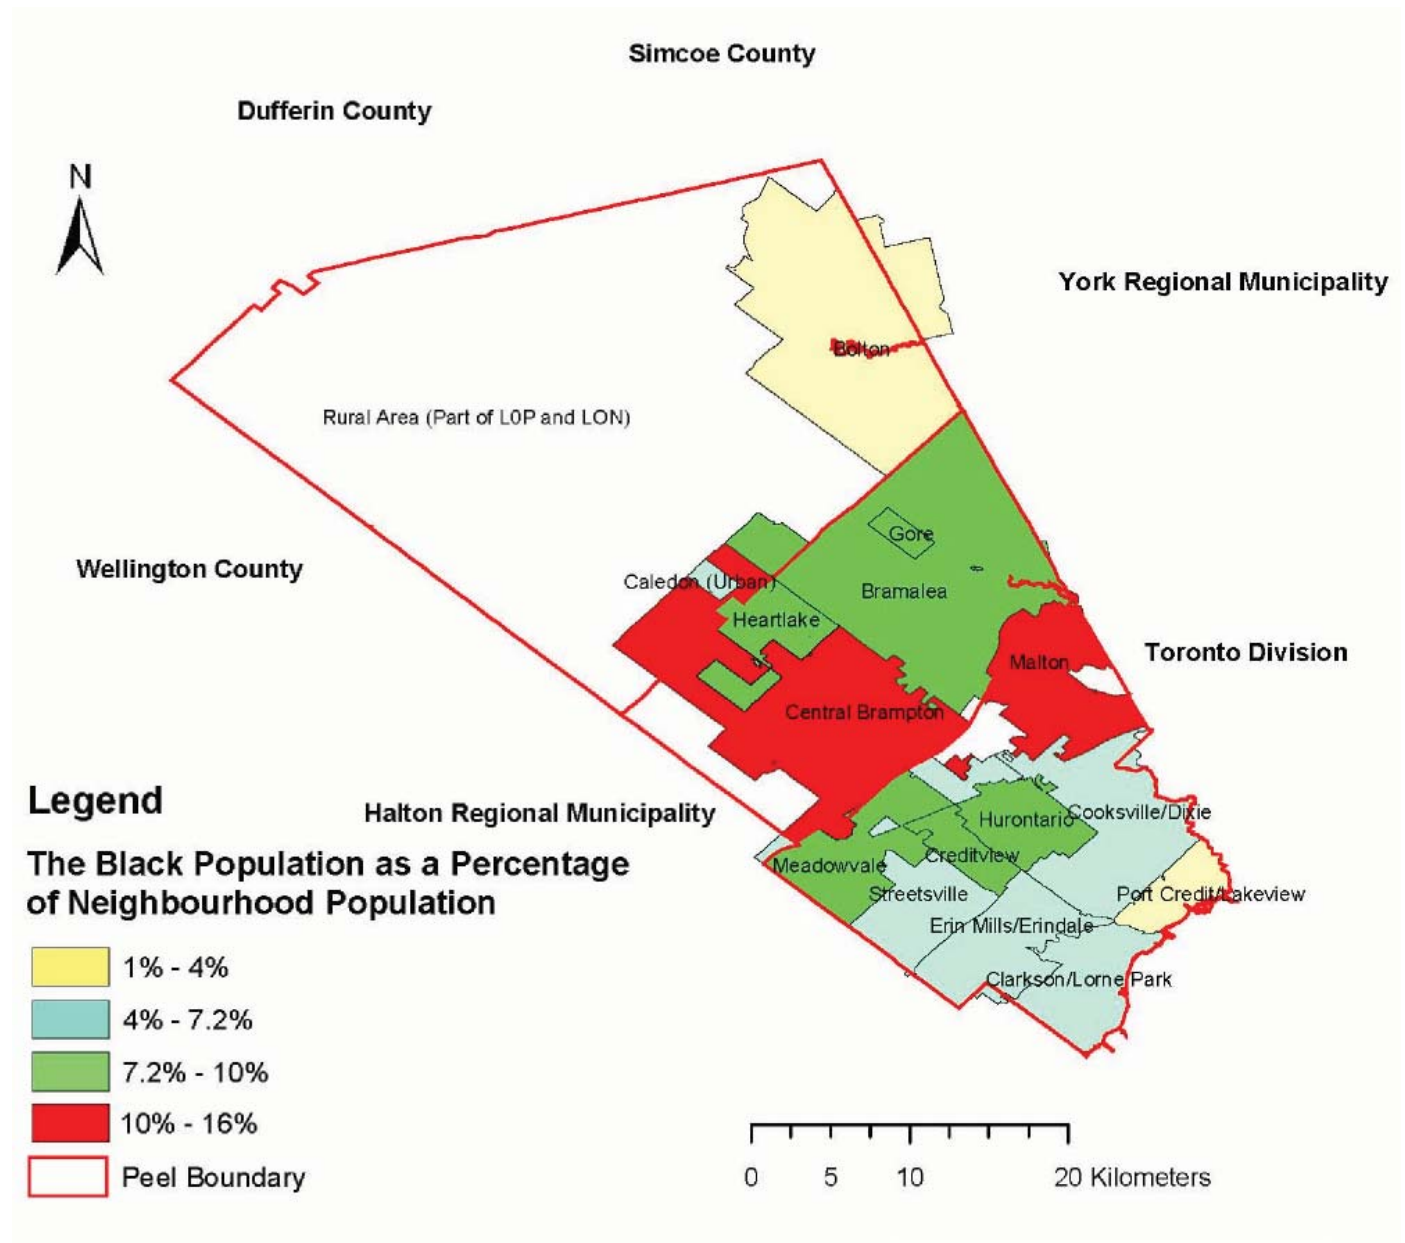 Simcoe County
Dufferin County
N
York Regional Municipality
Bolton
Rural Area (Part of L0P and LON)
Gore
Wellington County
Caledon (Urban)
Bramalea
Heartlake
Malton
Toronto Division
Central Brampton
Legend
Halton Regional Municipality
Hurontario
Cooksville/Dixie
The Black Population as a Percentage
of Neighbourhood Population
Meadowvale
Creditview
Streetsville
Port Credit/Lakeview
Erin Mills/Erindale
Clarkson/Lorne Park
1% - 4%
4% - 7.2%
7.2% - 10%
10% - 16%
Peel Boundary
0 5 10 20 Kilometers